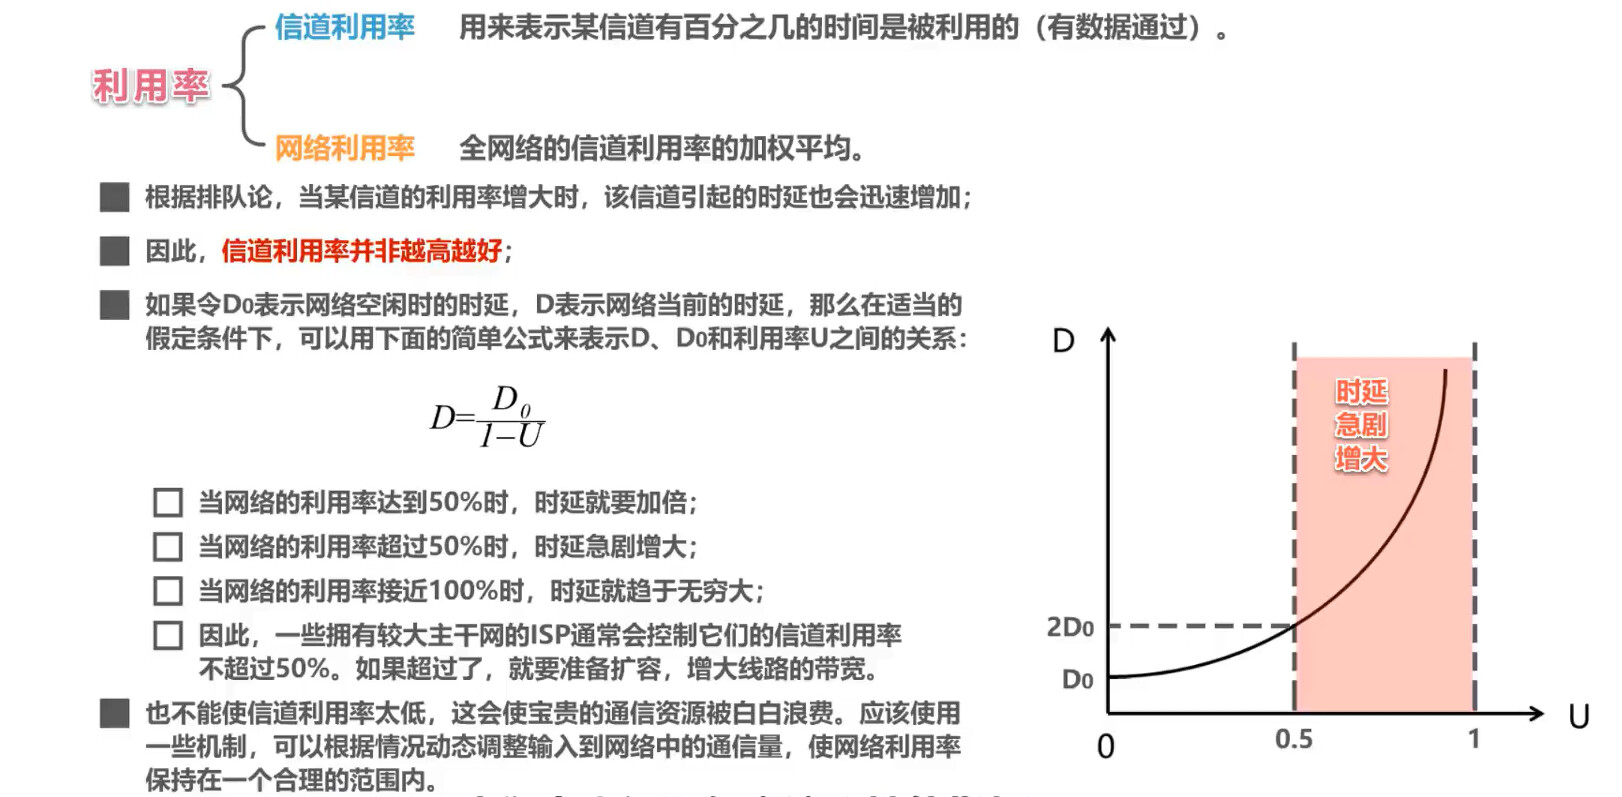 信道利用率 用来表示某信道有百分之几的时间是被利用的（有数据通过）。
利用率
网络利用率 全网络的信道利用率的加权平均。
根据排队论，当某信道的利用率增大时，该信道引起的时延也会迅速增加；
因此，信道利用率并非越高越好；
如果令D0表示网络空闲时的时延，D表示网络当前的时延，那么在适当的
假定条件下，可以用下面的简单公式来表示D、D0和利用率U之间的关系：
D=D0/1-U
当网络的利用率达到50%时，时延就要加倍；
当网络的利用率超过50%时，时延急剧增大；
当网络的利用率接近100%时，时延就趋于无穷大；
因此，一些拥有较大主干网的ISP通常会控制它们的信道利用率
不超过50%。如果超过了，就要准备扩容，增大线路的带宽。
也不能使信道利用率太低，这会使宝贵的通信资源被白白浪费。应该使用
一些机制，可以根据情况动态调整输入到网络中的通信量，使网络利用率
保持在一个合理的范围内。
D
时延
急剧
增大
2D0
D0
0
0.5
1
U